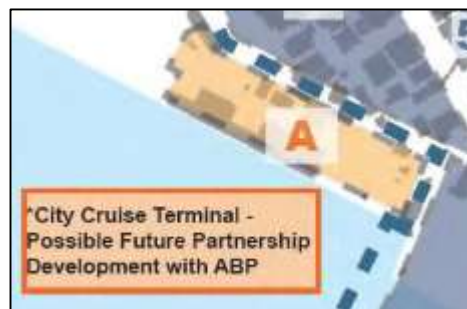 A
*City Cruise Terminal -
Possible Future Partnership
Development with ABP